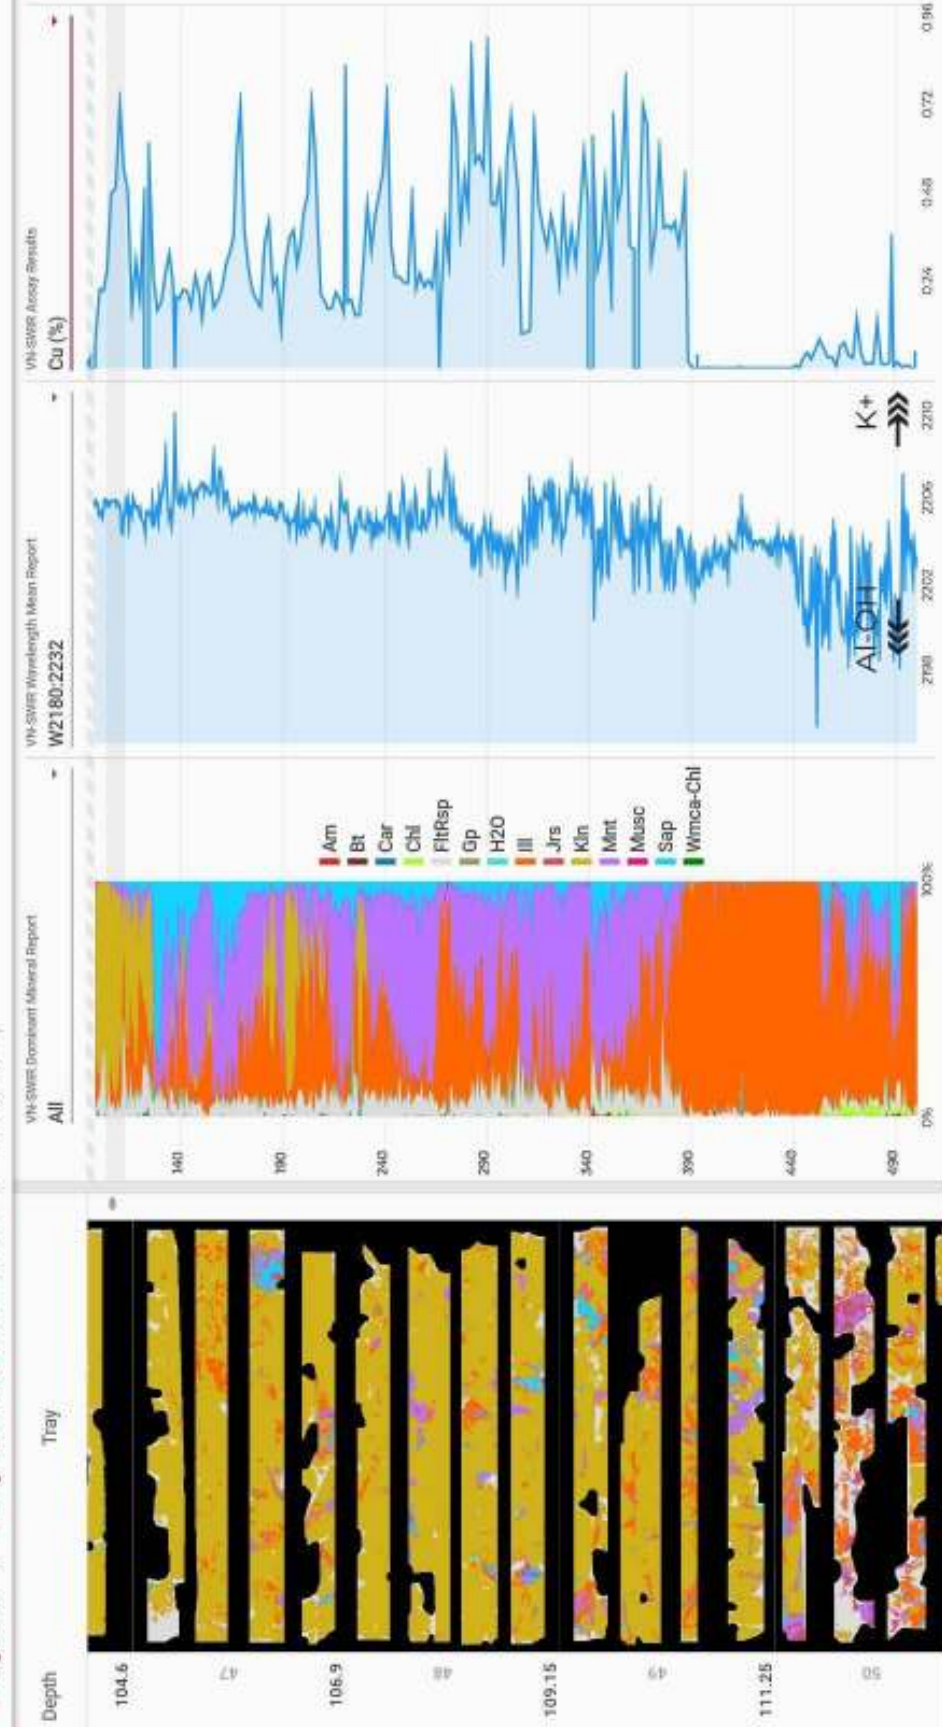 Depth
Tray
VN-SWIR Dominant Mineral Report
All
VN-SWIR Wavelength Mean Report
W2180:2232
VN-SWIR Assay Results
Cu (%)
104.6
47
106.9
48
109.15
49
111.25
50
140
190
240
290
340
390
440
490
Am
Bt
Car
Chl
FltRsp
Gp
H2O
Ill
Jrs
Kln
Mnt
Musc
Sap
Wmca-Chl
Al-OH
K+
0%
100%
2198
2202
2206
2210
0.24
0.48
0.72
0.96